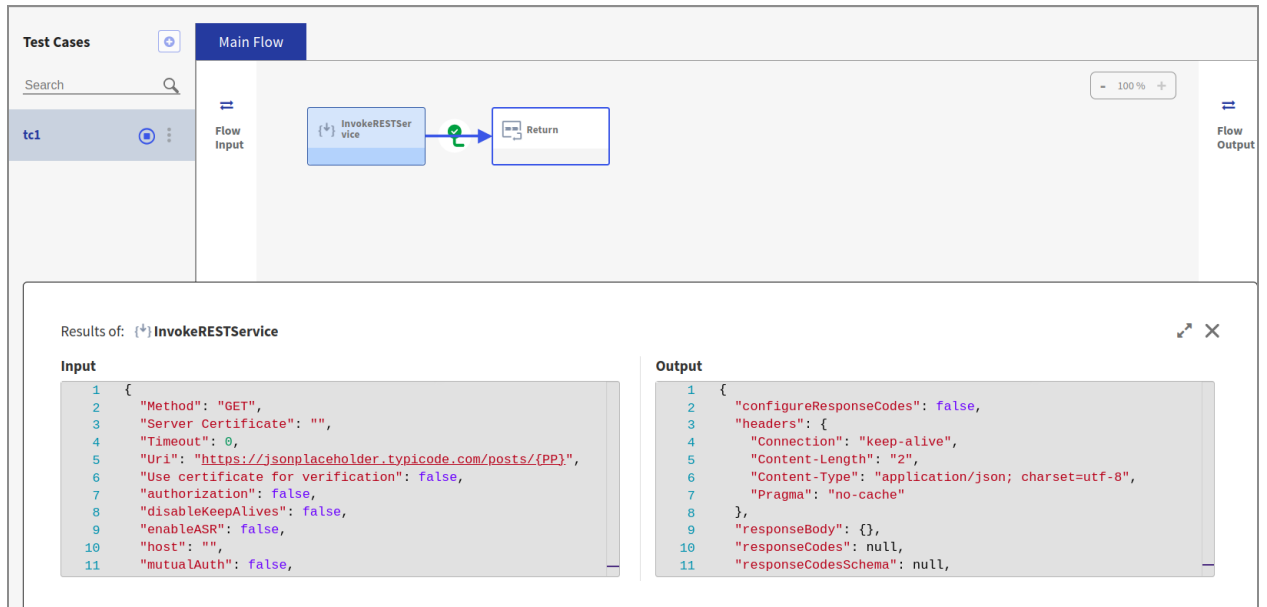 Test Cases
Main Flow
Search
tc1
Flow
Input
{ } InvokeRESTSer
vice
Return
- 100 % +
Flow
Output
Results of: { } InvokeRESTService
Input
1 {
2 "Method": "GET",
3 "Server Certificate": "",
4 "Timeout": 0,
5 "Uri": "https://jsonplaceholder.typicode.com/posts/{PP}",
6 "Use certificate for verification": false,
7 "authorization": false,
8 "disableKeepAlives": false,
9 "enableASR": false,
10 "host": "",
11 "mutualAuth": false,
Output
1 {
2 "configureResponseCodes": false,
3 "headers": {
4 "Connection": "keep-alive",
5 "Content-Length": "2",
6 "Content-Type": "application/json; charset=utf-8",
7 "Pragma": "no-cache"
8 },
9 "responseBody": {},
10 "responseCodes": null,
11 "responseCodesSchema": null,